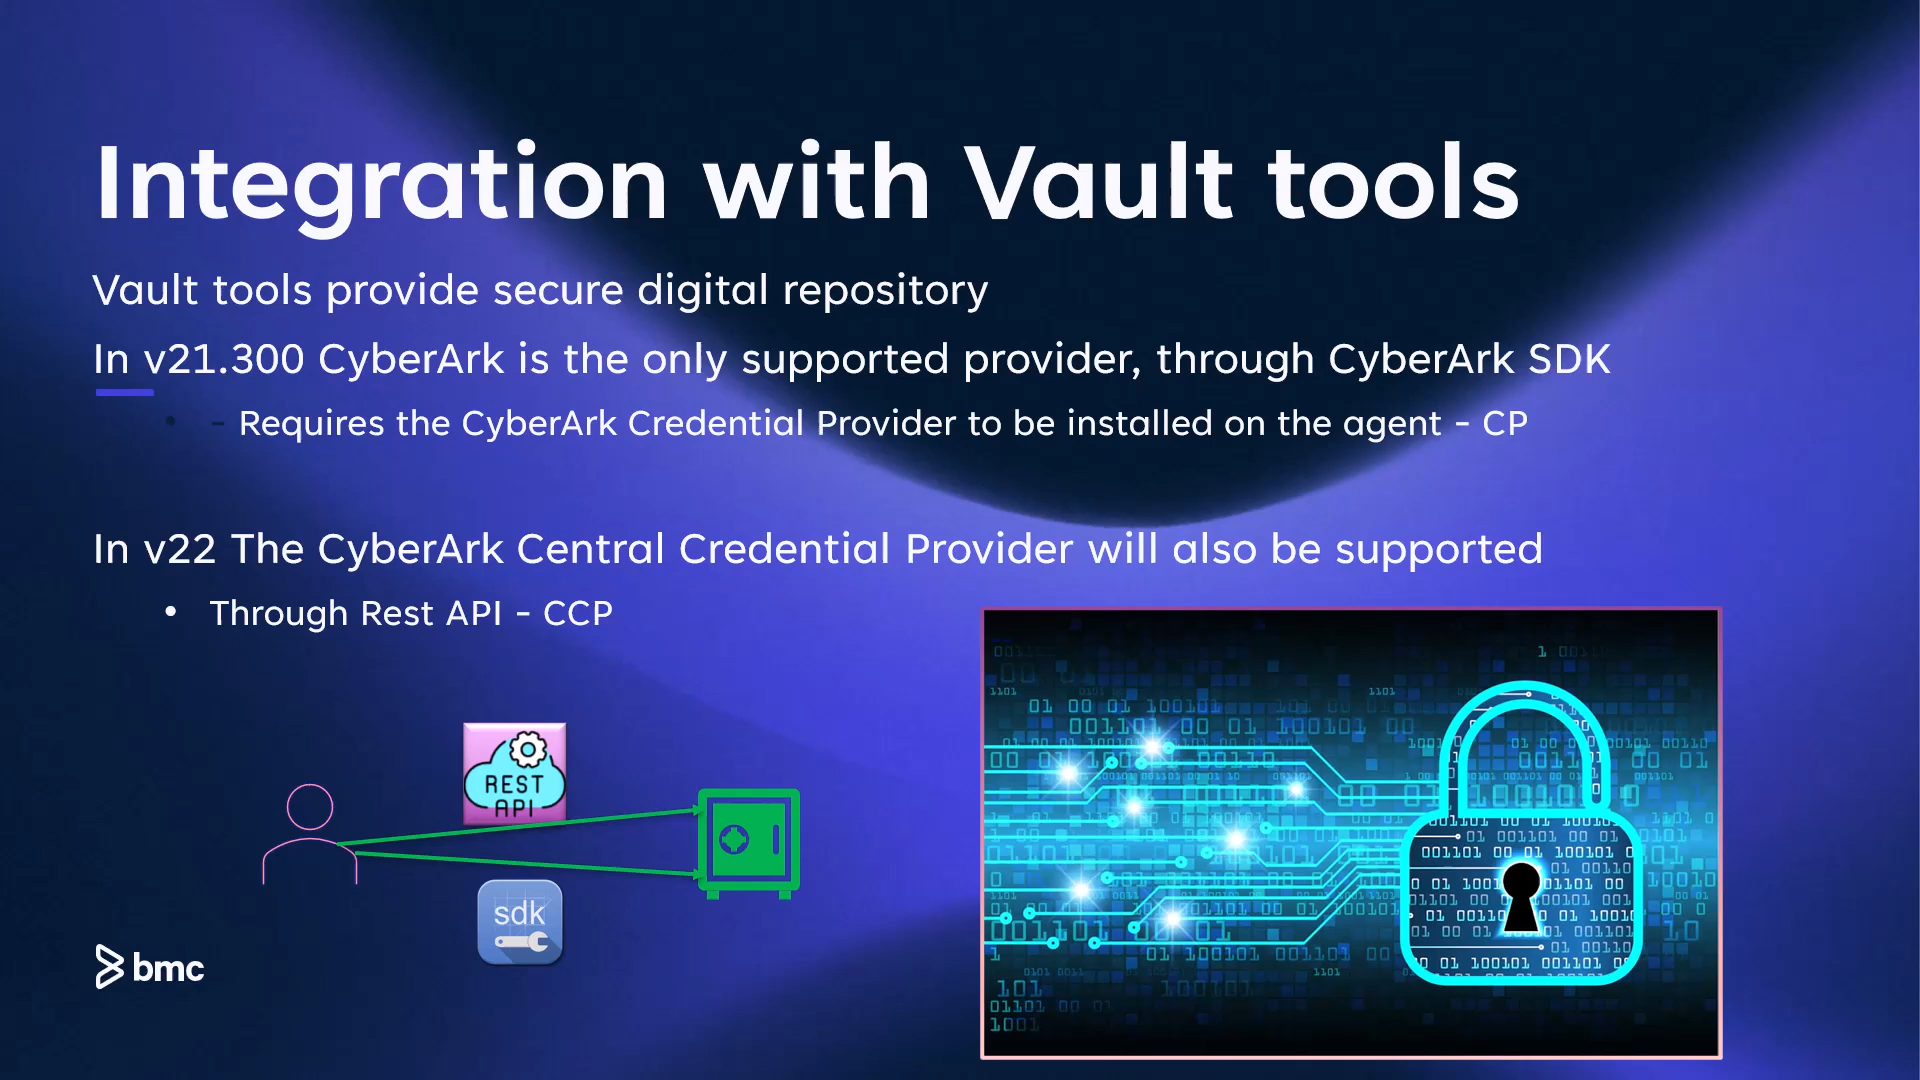 Integration with Vault tools
Vault tools provide secure digital repository
In v21.300 CyberArk is the only supported provider, through CyberArk SDK
• - Requires the CyberArk Credential Provider to be installed on the agent - CP
In v22 The CyberArk Central Credential Provider will also be supported
• Through Rest API - CCP
REST
API
sdk
bmc